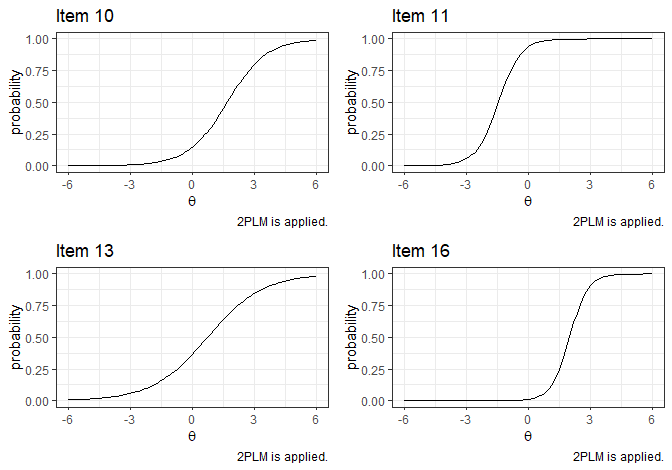 Item 10
1.00
0.75
0.50
0.25
0.00
probability
-6
-3
0
3
6
θ
2PLM is applied.
Item 11
1.00
0.75
0.50
0.25
0.00
probability
-6
-3
0
3
6
θ
2PLM is applied.
Item 13
1.00
0.75
0.50
0.25
0.00
probability
-6
-3
0
3
6
θ
2PLM is applied.
Item 16
1.00
0.75
0.50
0.25
0.00
probability
-6
-3
0
3
6
θ
2PLM is applied.